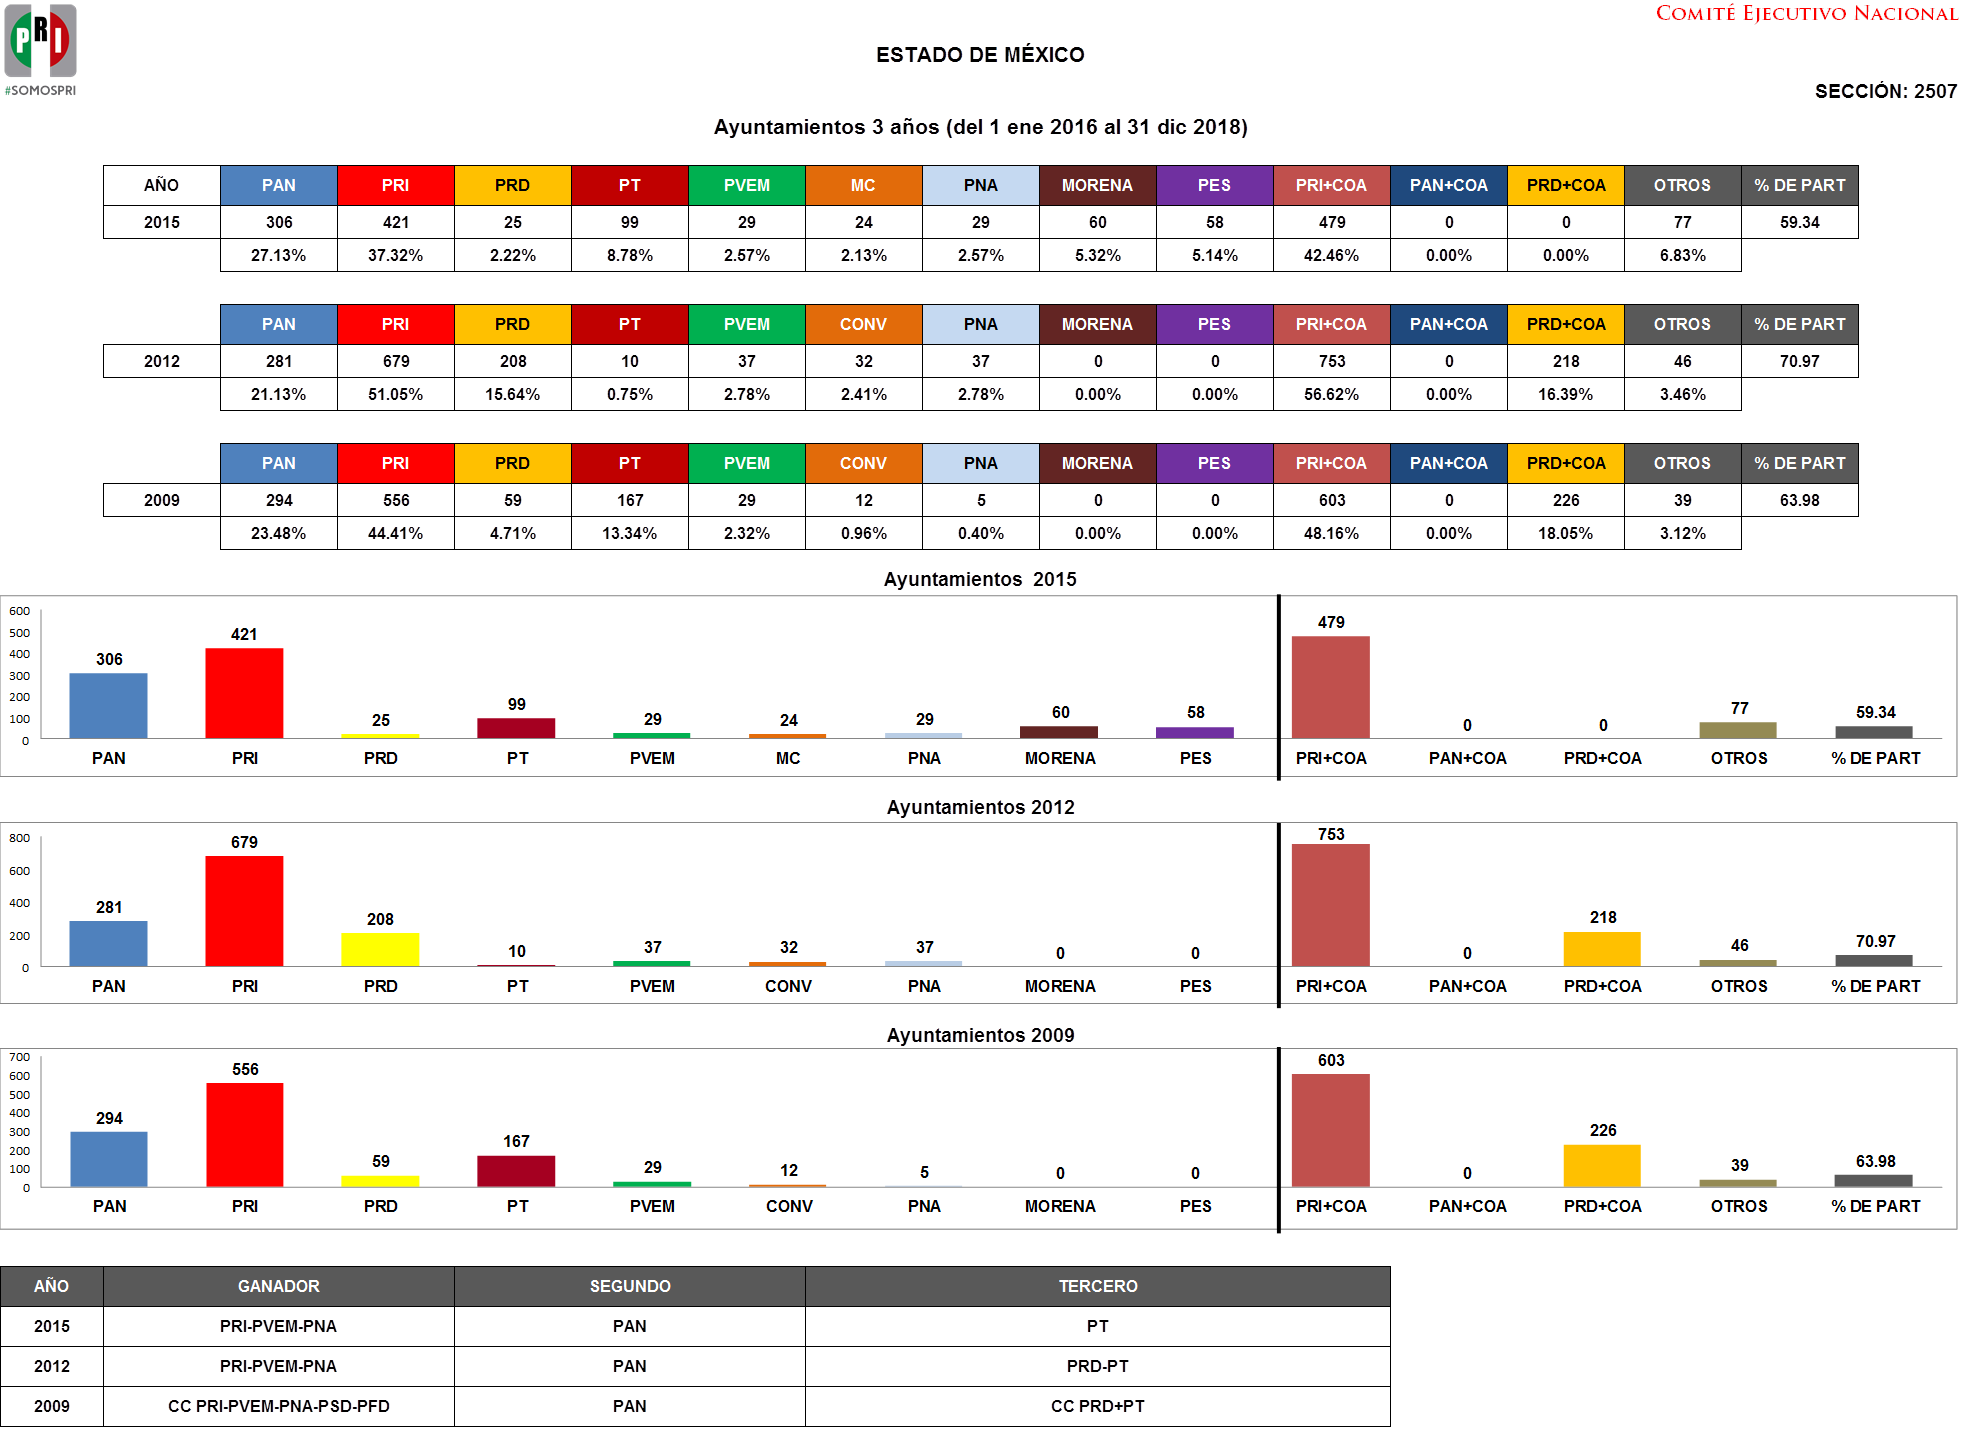 PRI
#SOMOSPRI
COMITÉ EJECUTIVO NACIONAL
ESTADO DE MÉXICO
SECCIÓN: 2507
Ayuntamientos 3 años (del 1 ene 2016 al 31 dic 2018)
AÑO PAN PRI PRD PT PVEM MC PNA MORENA PES PRI+COA PAN+COA PRD+COA OTROS % DE PART
2015 306 421 25 99 29 24 29 60 58 479 0 0 77 59.34
27.13% 37.32% 2.22% 8.78% 2.57% 2.13% 2.57% 5.32% 5.14% 42.46% 0.00% 0.00% 6.83%
PAN PRI PRD PT PVEM CONV PNA MORENA PES PRI+COA PAN+COA PRD+COA OTROS % DE PART
2012 281 679 208 10 37 32 37 0 0 753 0 218 46 70.97
21.13% 51.05% 15.64% 0.75% 2.78% 2.41% 2.78% 0.00% 0.00% 56.62% 0.00% 16.39% 3.46%
PAN PRI PRD PT PVEM CONV PNA MORENA PES PRI+COA PAN+COA PRD+COA OTROS % DE PART
2009 294 556 59 167 29 12 5 0 0 603 0 226 39 63.98
23.48% 44.41% 4.71% 13.34% 2.32% 0.96% 0.40% 0.00% 0.00% 48.16% 0.00% 18.05% 3.12%
Ayuntamientos 2015
600
500
400
300
200
100
0
306 421 25 99 29 24 29 60 58 479 0 0 77 59.34
PAN PRI PRD PT PVEM MC PNA MORENA PES PRI+COA PAN+COA PRD+COA OTROS % DE PART
Ayuntamientos 2012
800
600
400
200
0
281 679 208 10 37 32 37 0 0 753 0 218 46 70.97
PAN PRI PRD PT PVEM CONV PNA MORENA PES PRI+COA PAN+COA PRD+COA OTROS % DE PART
Ayuntamientos 2009
700
600
500
400
300
200
100
0
294 556 59 167 29 12 5 0 0 603 0 226 39 63.98
PAN PRI PRD PT PVEM CONV PNA MORENA PES PRI+COA PAN+COA PRD+COA OTROS % DE PART
AÑO GANADOR SEGUNDO TERCERO
2015 PRI-PVEM-PNA PAN PT
2012 PRI-PVEM-PNA PAN PRD-PT
2009 CC PRI-PVEM-PNA-PSD-PFD PAN CC PRD+PT